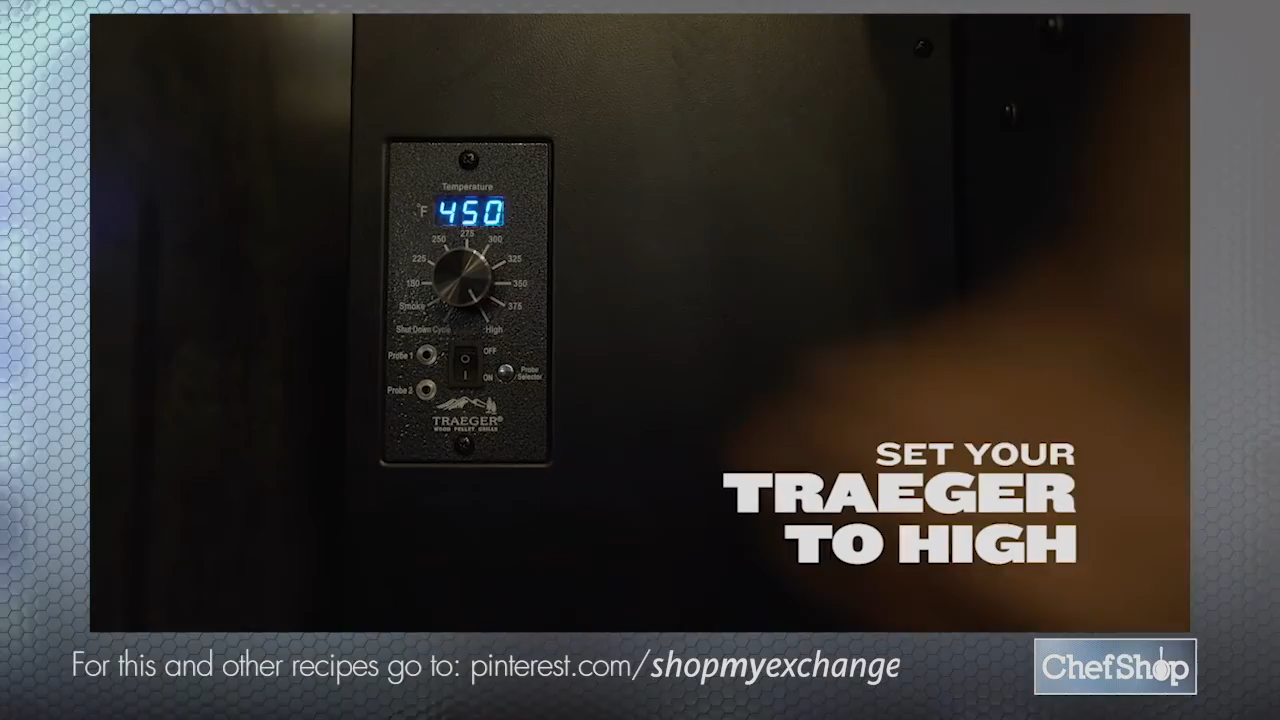 Temperature
°F 450
250 275 300
225 325
180 350
Smoke 375
Shut Down Cycle High
Probe 1
OFF
ON
Probe Selector
Probe 2
TRAEGER®
WOOD PELLET GRILLS
SET YOUR
TRAEGER
TO HIGH
For this and other recipes go to: pinterest.com/shopmyexchange
ChefShop